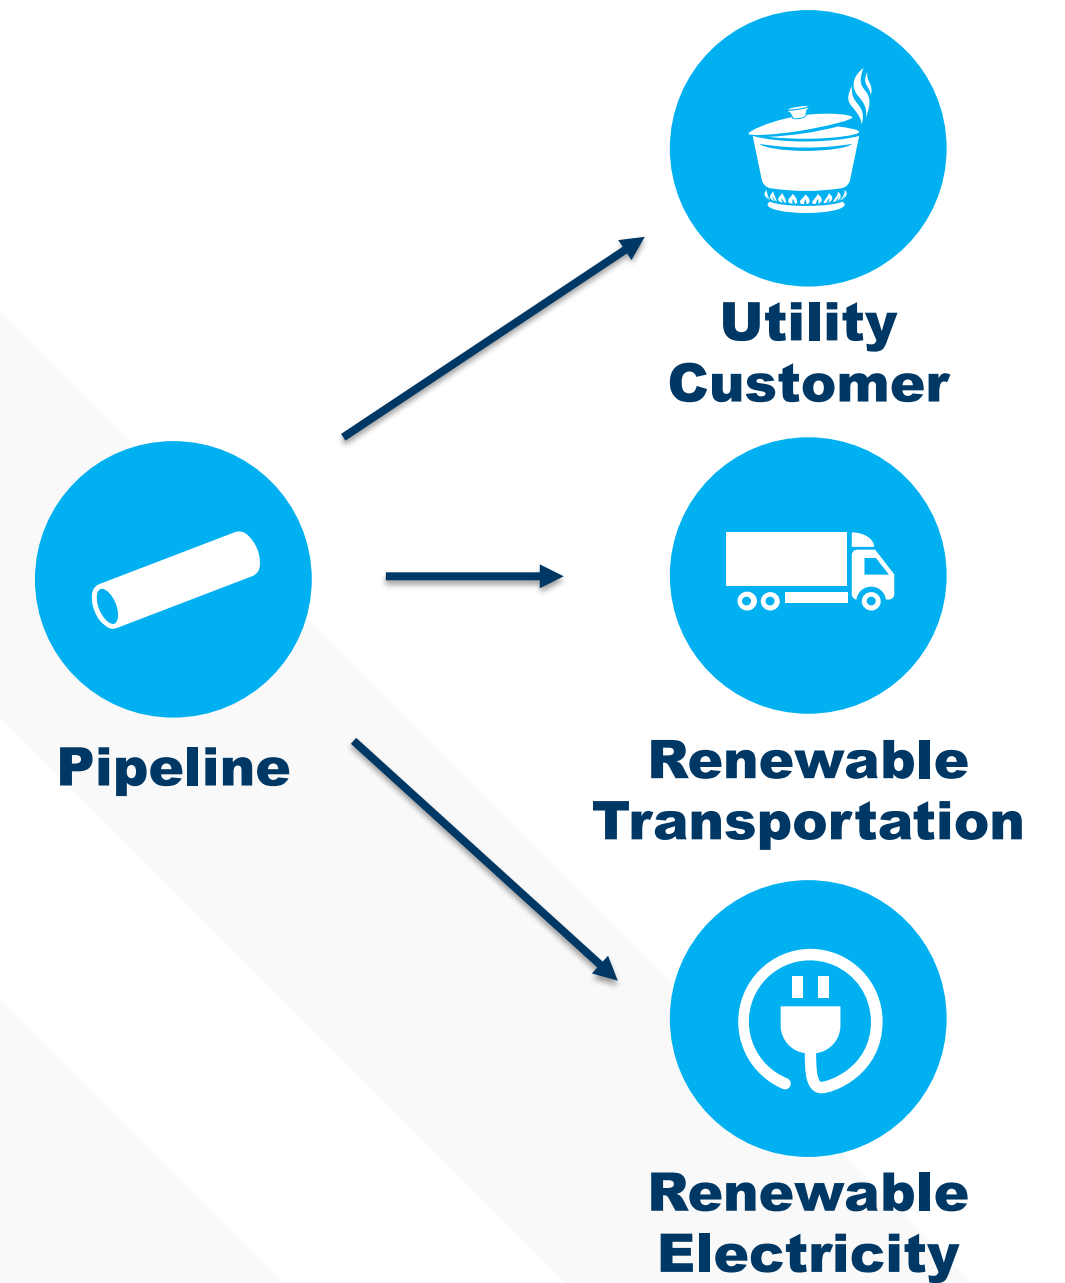 Utility
Customer
Pipeline
Renewable
Transportation
Renewable
Electricity